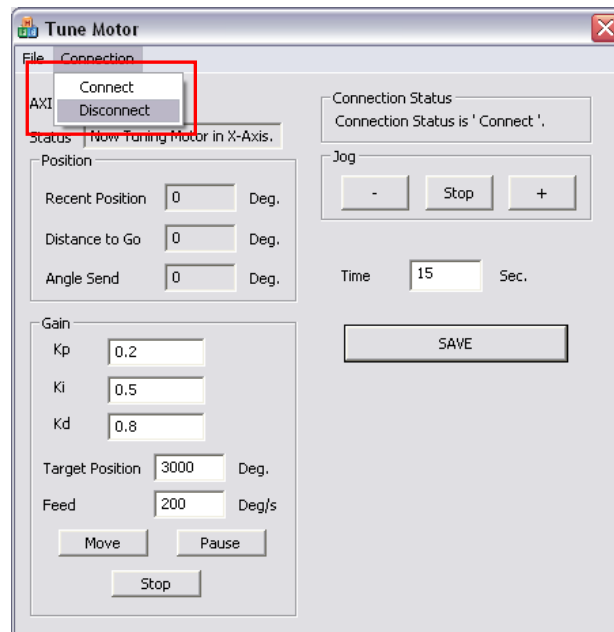 Tune Motor
File Connection
Connect
Disconnect
AXI
Status Now Tuning Motor in X-Axis.
Position
Recent Position 0 Deg.
Distance to Go 0 Deg.
Angle Send 0 Deg.
Gain
Kp 0.2
Ki 0.5
Kd 0.8
Target Position 3000 Deg.
Feed 200 Deg/s
Move Pause
Stop
Connection Status
Connection Status is ' Connect '.
Jog
- Stop +
Time 15 Sec.
SAVE